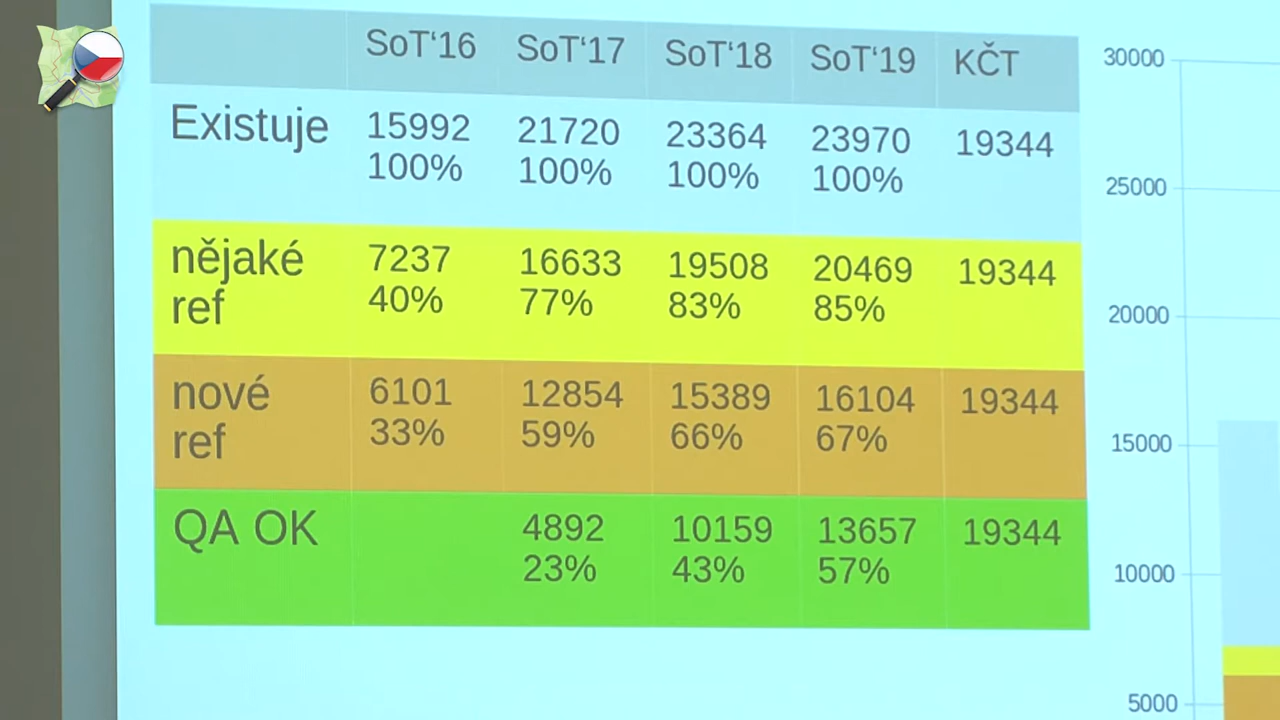 SoT‘16 SoT‘17 SoT‘18 SoT‘19 KČT
Existuje 15992 21720 23364 23970 19344
100% 100% 100% 100%
nějaké 7237 16633 19508 20469 19344
ref 40% 77% 83% 85%
nové 6101 12854 15389 16104 19344
ref 33% 59% 66% 67%
QA OK 4892 10159 13657 19344
23% 43% 57%
30000
25000
20000
15000
10000
5000